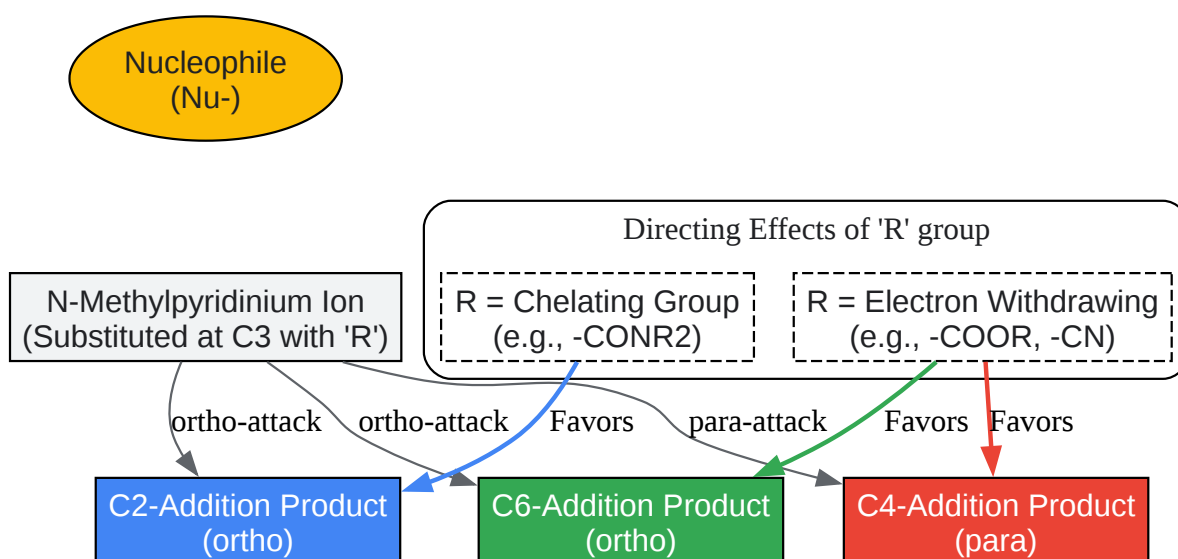 Nucleophile
(Nu-)
Directing Effects of 'R' group
N-Methylpyridinium Ion
(Substituted at C3 with 'R')
R = Chelating Group
(e.g., -CONR2)
R = Electron Withdrawing
(e.g., -COOR, -CN)
ortho-attack
ortho-attack
Favors
para-attack
Favors
Favors
C2-Addition Product
(ortho)
C6-Addition Product
(ortho)
C4-Addition Product
(para)